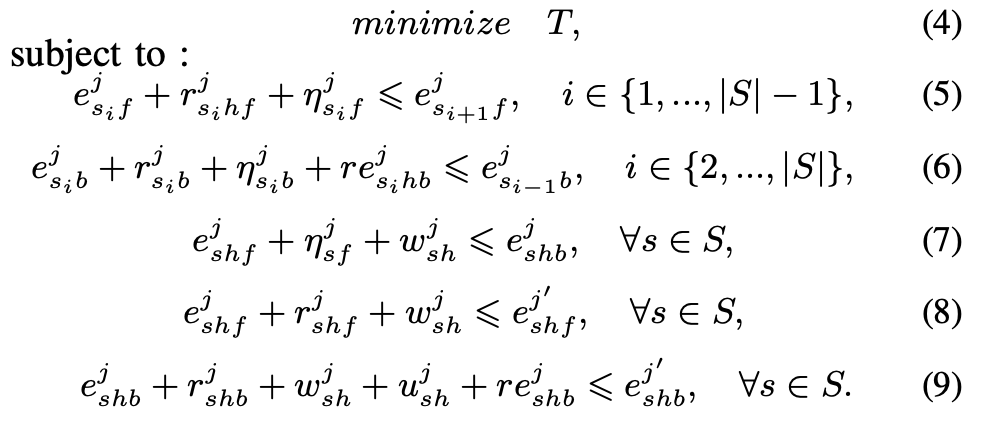 minimize T, (4)
subject to :
e^j_{s_i f} + r^j_{s_i hf} + η^j_{s_i f} ⩽ e^j_{s_{i+1} f}, i ∈ {1, ..., |S| − 1}, (5)
e^j_{s_i b} + r^j_{s_i b} + η^j_{s_i b} + re^j_{s_i hb} ⩽ e^j_{s_{i−1} b}, i ∈ {2, ..., |S|}, (6)
e^j_{shf} + η^j_{sf} + w^j_{sh} ⩽ e^j_{shb}, ∀s ∈ S, (7)
e^j_{shf} + r^j_{shf} + w^j_{sh} ⩽ e^{j′}_{shf}, ∀s ∈ S, (8)
e^j_{shb} + r^j_{shb} + w^j_{sh} + u^j_{sh} + re^j_{shb} ⩽ e^{j′}_{shb}, ∀s ∈ S. (9)